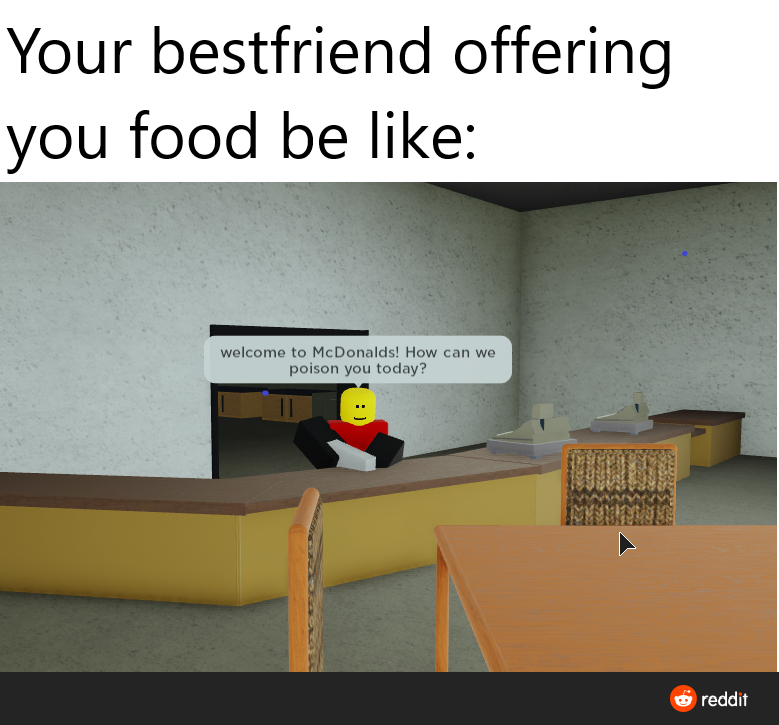 Your bestfriend offering
you food be like:
welcome to McDonalds! How can we
poison you today?
reddit